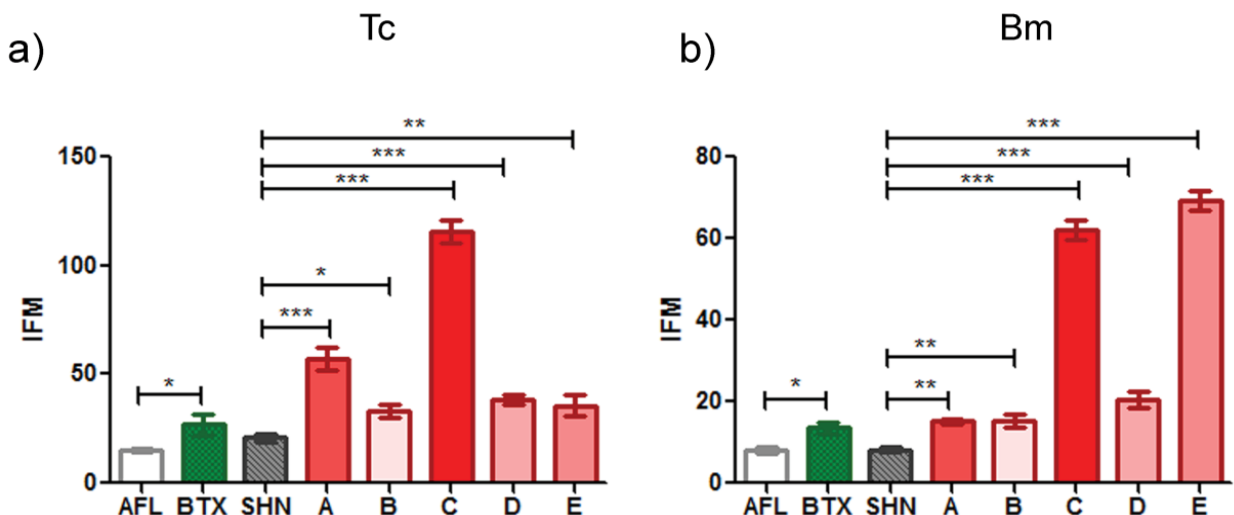 a)
Tc
IFM
150
100
50
0
**
***
***
*
***
*
AFL BTX SHN A B C D E
b)
Bm
IFM
80
60
40
20
0
***
***
***
**
**
*
AFL BTX SHN A B C D E